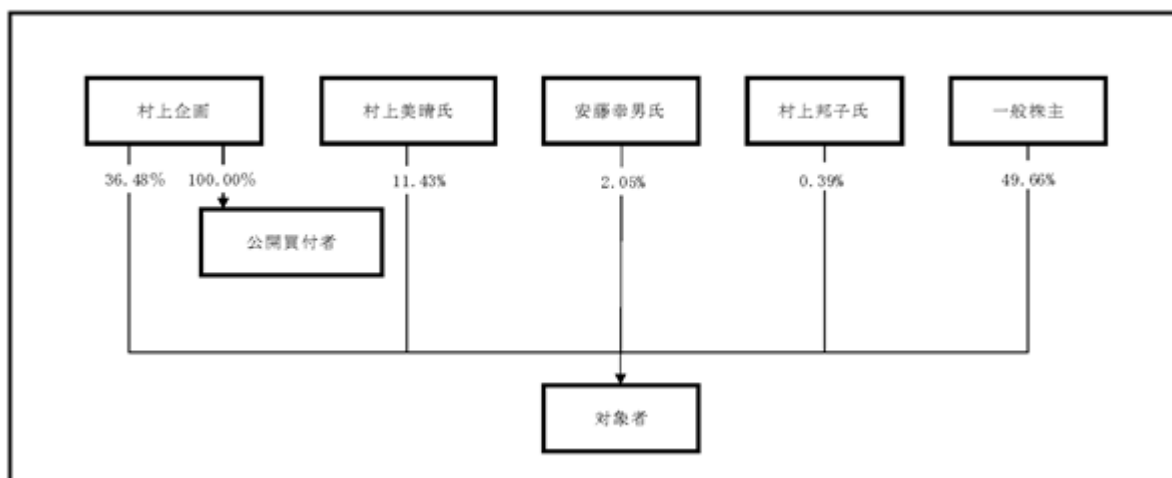 村上企画
村上美晴氏
安藤幸男氏
村上邦子氏
一般株主
36.48%
100.00%
11.43%
2.05%
0.39%
49.66%
公開買付者
対象者